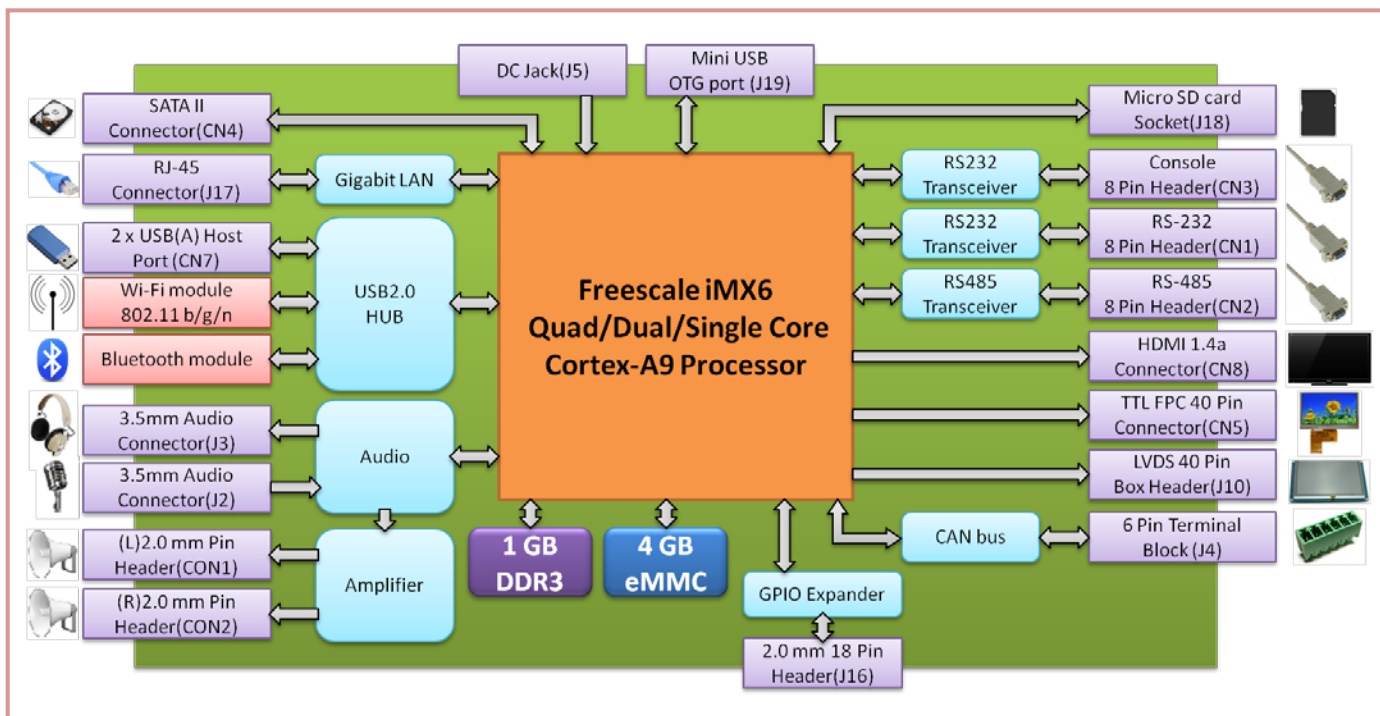 DC Jack(J5)
Mini USB
OTG port (J19)
SATA II
Connector(CN4)
RJ-45
Connector(J17)
Gigabit LAN
2 x USB(A) Host
Port (CN7)
Wi-Fi module
802.11 b/g/n
Bluetooth module
USB2.0
HUB
3.5mm Audio
Connector(J3)
3.5mm Audio
Connector(J2)
Audio
(L)2.0 mm Pin
Header(CON1)
(R)2.0 mm Pin
Header(CON2)
Amplifier
Freescale iMX6
Quad/Dual/Single Core
Cortex-A9 Processor
1 GB
DDR3
4 GB
eMMC
GPIO Expander
2.0 mm 18 Pin
Header(J16)
Micro SD card
Socket(J18)
RS232
Transceiver
Console
8 Pin Header(CN3)
RS232
Transceiver
RS-232
8 Pin Header(CN1)
RS485
Transceiver
RS-485
8 Pin Header(CN2)
HDMI 1.4a
Connector(CN8)
TTL FPC 40 Pin
Connector(CN5)
LVDS 40 Pin
Box Header(J10)
CAN bus
6 Pin Terminal
Block (J4)